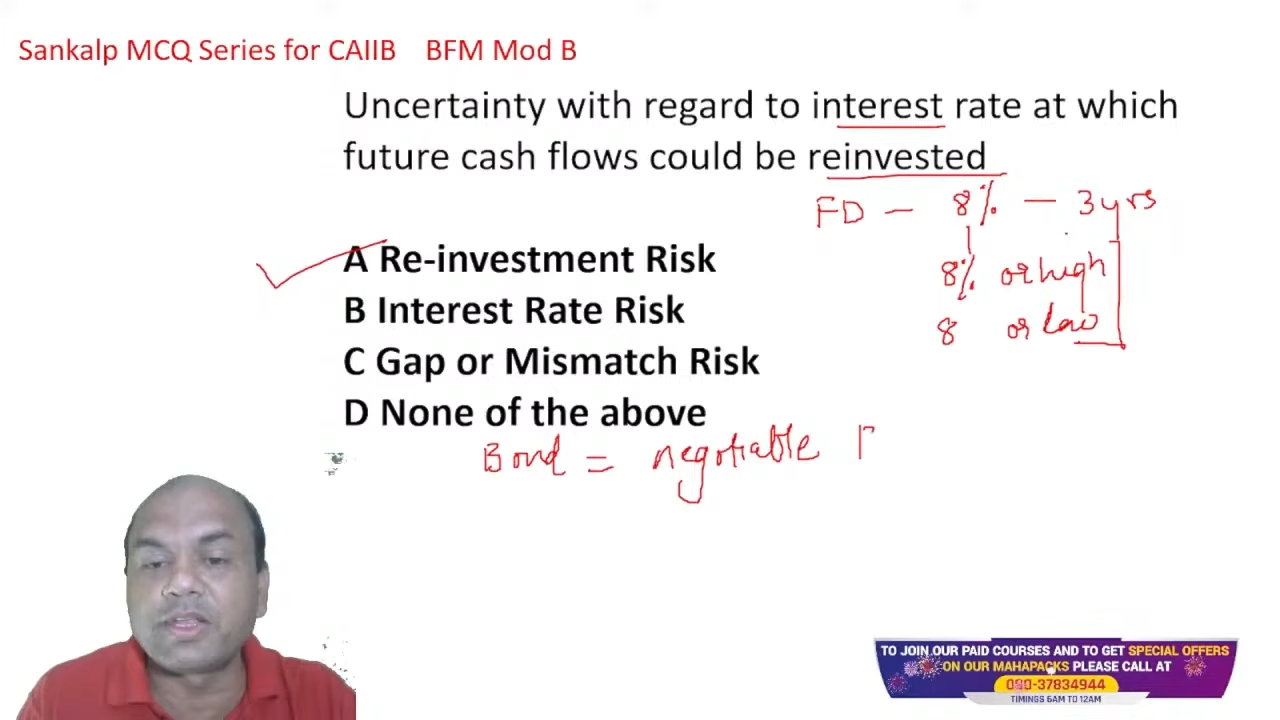 Sankalp MCQ Series for CAIIB BFM Mod B
Uncertainty with regard to interest rate at which
future cash flows could be reinvested
FD — 8% — 3yrs
8% or high
8 or low
A Re-investment Risk
B Interest Rate Risk
C Gap or Mismatch Risk
D None of the above
Bond = negotiable
TO JOIN OUR PAID COURSES AND TO GET SPECIAL OFFERS
ON OUR MAHAPACKS PLEASE CALL AT
080-37834944
TIMINGS 6AM TO 12AM